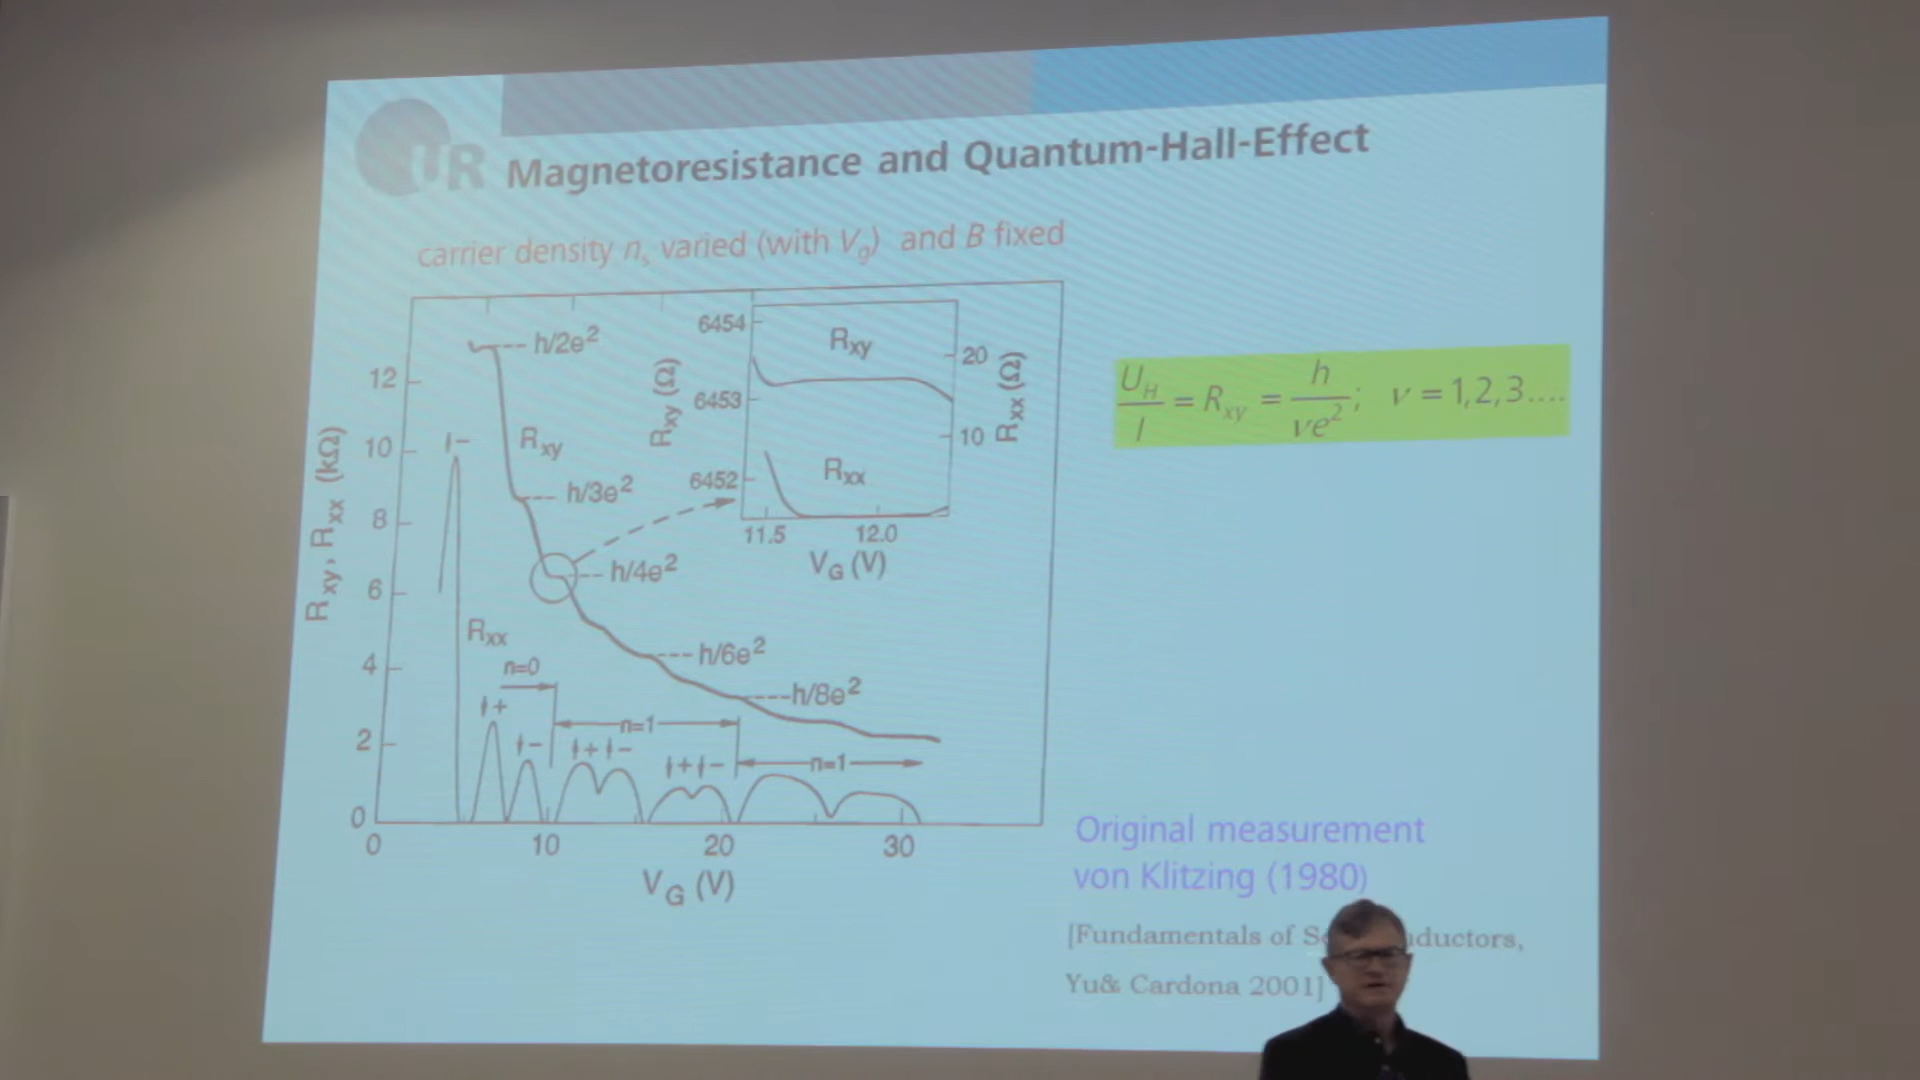 UR
Magnetoresistance and Quantum-Hall-Effect
carrier density nₛ varied (with V_g) and B fixed
R_xy, R_xx (kΩ)
12
10
8
6
4
2
0
0
10
20
30
V_G (V)
h/2e²
R_xy
h/3e²
h/4e²
h/6e²
h/8e²
R_xx
n=0
n=1
n=1
-
+
-
+ -
+ -
R_xy (Ω)
6454
6453
6452
R_xy
R_xx
20
10
R_xx (Ω)
11.5
12.0
V_G (V)
U_H/I = R_xy = h/νe²; ν = 1,2,3....
Original measurement
von Klitzing (1980)
[Fundamentals of
Yu& Cardona 2001]